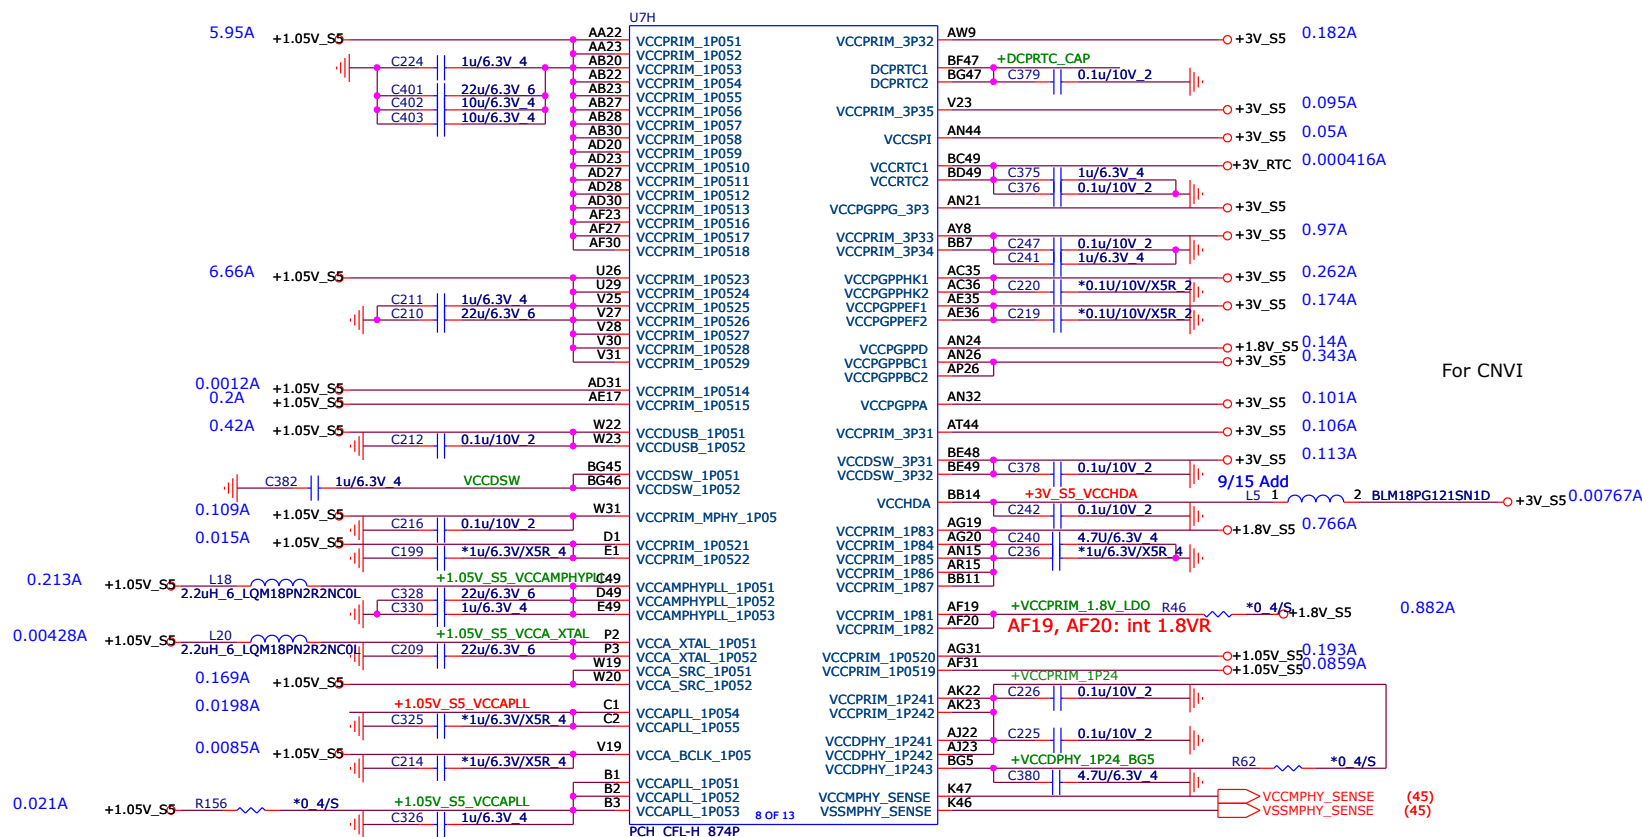 U7H
5.95A +1.05V_S5 AA22 VCCPRIM_1P051
AA23 VCCPRIM_1P052
C224 1u/6.3V_4 AB20 VCCPRIM_1P053
AB22 VCCPRIM_1P054
C401 22u/6.3V_6 AB23 VCCPRIM_1P055
C402 10u/6.3V_4 AB27 VCCPRIM_1P056
C403 10u/6.3V_4 AB28 VCCPRIM_1P057
AB30 VCCPRIM_1P058
AD20 VCCPRIM_1P059
AD23 VCCPRIM_1P0510
AD27 VCCPRIM_1P0511
AD28 VCCPRIM_1P0512
AD30 VCCPRIM_1P0513
AF23 VCCPRIM_1P0516
AF27 VCCPRIM_1P0517
AF30 VCCPRIM_1P0518
6.66A +1.05V_S5 U26 VCCPRIM_1P0523
U29 VCCPRIM_1P0524
C211 1u/6.3V_4 V25 VCCPRIM_1P0525
C210 22u/6.3V_6 V27 VCCPRIM_1P0526
V28 VCCPRIM_1P0527
V30 VCCPRIM_1P0528
V31 VCCPRIM_1P0529
0.0012A +1.05V_S5 AD31 VCCPRIM_1P0514
0.2A +1.05V_S5 AE17 VCCPRIM_1P0515
0.42A +1.05V_S5 W22 VCCDUSB_1P051
C212 0.1u/10V_2 W23 VCCDUSB_1P052
BG45 VCCDSW_1P051
C382 1u/6.3V_4 VCCDSW BG46 VCCDSW_1P052
0.109A +1.05V_S5 W31 VCCPRIM_MPHY_1P05
C216 0.1u/10V_2
0.015A +1.05V_S5 D1 VCCPRIM_1P0521
C199 *1u/6.3V/X5R_4 E1 VCCPRIM_1P0522
0.213A +1.05V_S5 L18 +1.05V_S5_VCCAMPHYPLL C49 VCCAMPHYPLL_1P051
2.2uH_6_LQM18PN2R2NC0L C328 22u/6.3V_6 D49 VCCAMPHYPLL_1P052
C330 1u/6.3V_4 E49 VCCAMPHYPLL_1P053
0.00428A +1.05V_S5 L20 +1.05V_S5_VCCA_XTAL P2 VCCA_XTAL_1P051
2.2uH_6_LQM18PN2R2NC0L C209 22u/6.3V_6 P3 VCCA_XTAL_1P052
W19 VCCA_SRC_1P051
0.169A +1.05V_S5 W20 VCCA_SRC_1P052
0.0198A +1.05V_S5_VCCAPLL C1 VCCAPLL_1P054
C325 *1u/6.3V/X5R_4 C2 VCCAPLL_1P055
0.0085A +1.05V_S5 V19 VCCA_BCLK_1P05
C214 *1u/6.3V/X5R_4
B1 VCCAPLL_1P051
B2 VCCAPLL_1P052
0.021A +1.05V_S5 R156 *0_4/S +1.05V_S5_VCCAPLL B3 VCCAPLL_1P053
C326 1u/6.3V_4
8 OF 13
PCH_CFL-H_874P
VCCPRIM_3P32 AW9 +3V_S5 0.182A
DCPRTC1 BF47 +DCPRTC_CAP
DCPRTC2 BG47 C379 0.1u/10V_2
VCCPRIM_3P35 V23 +3V_S5 0.095A
VCCSPI AN44 +3V_S5 0.05A
VCCRTC1 BC49 +3V_RTC 0.000416A
VCCRTC2 BD49 C375 1u/6.3V_4
C376 0.1u/10V_2
VCCPGPPG_3P3 AN21 +3V_S5
VCCPRIM_3P33 AY8 +3V_S5 0.97A
VCCPRIM_3P34 BB7 C247 0.1u/10V_2
C241 1u/6.3V_4
VCCPGPPHK1 AC35 +3V_S5 0.262A
VCCPGPPHK2 AC36 C220 *0.1U/10V/X5R_2
VCCPGPPEF1 AE35 +3V_S5 0.174A
VCCPGPPEF2 AE36 C219 *0.1U/10V/X5R_2
VCCPGPPD AN24 +1.8V_S5 0.14A
VCCPGPPBC1 AN26 +3V_S5 0.343A
VCCPGPPBC2 AP26
For CNVI
VCCPGPPA AN32 +3V_S5 0.101A
VCCPRIM_3P31 AT44 +3V_S5 0.106A
VCCDSW_3P31 BE48 +3V_S5 0.113A
VCCDSW_3P32 BE49 C378 0.1u/10V_2
9/15 Add
VCCHDA BB14 +3V_S5_VCCHDA L5 1 2 BLM18PG121SN1D +3V_S5 0.00767A
C242 0.1u/10V_2
VCCPRIM_1P83 AG19 +1.8V_S5 0.766A
VCCPRIM_1P84 AG20 C240 4.7U/6.3V_4
VCCPRIM_1P85 AN15 C236 *1u/6.3V/X5R_4
VCCPRIM_1P86 AR15
VCCPRIM_1P87 BB11
VCCPRIM_1P81 AF19 +VCCPRIM_1.8V_LDO R46 *0_4/S +1.8V_S5 0.882A
VCCPRIM_1P82 AF20 AF19, AF20: int 1.8VR
VCCPRIM_1P0520 AG31 +1.05V_S5 0.193A
VCCPRIM_1P0519 AF31 +1.05V_S5 0.0859A
+VCCPRIM_1P24
VCCPRIM_1P241 AK22 C226 0.1u/10V_2
VCCPRIM_1P242 AK23
VCCDPHY_1P241 AJ22 C225 0.1u/10V_2
VCCDPHY_1P242 AJ23
VCCDPHY_1P243 BG5 +VCCDPHY_1P24_BG5 R62 *0_4/S
C380 4.7U/6.3V_4
VCCMPHY_SENSE K47 VCCMPHY_SENSE (45)
VSSMPHY_SENSE K46 VSSMPHY_SENSE (45)